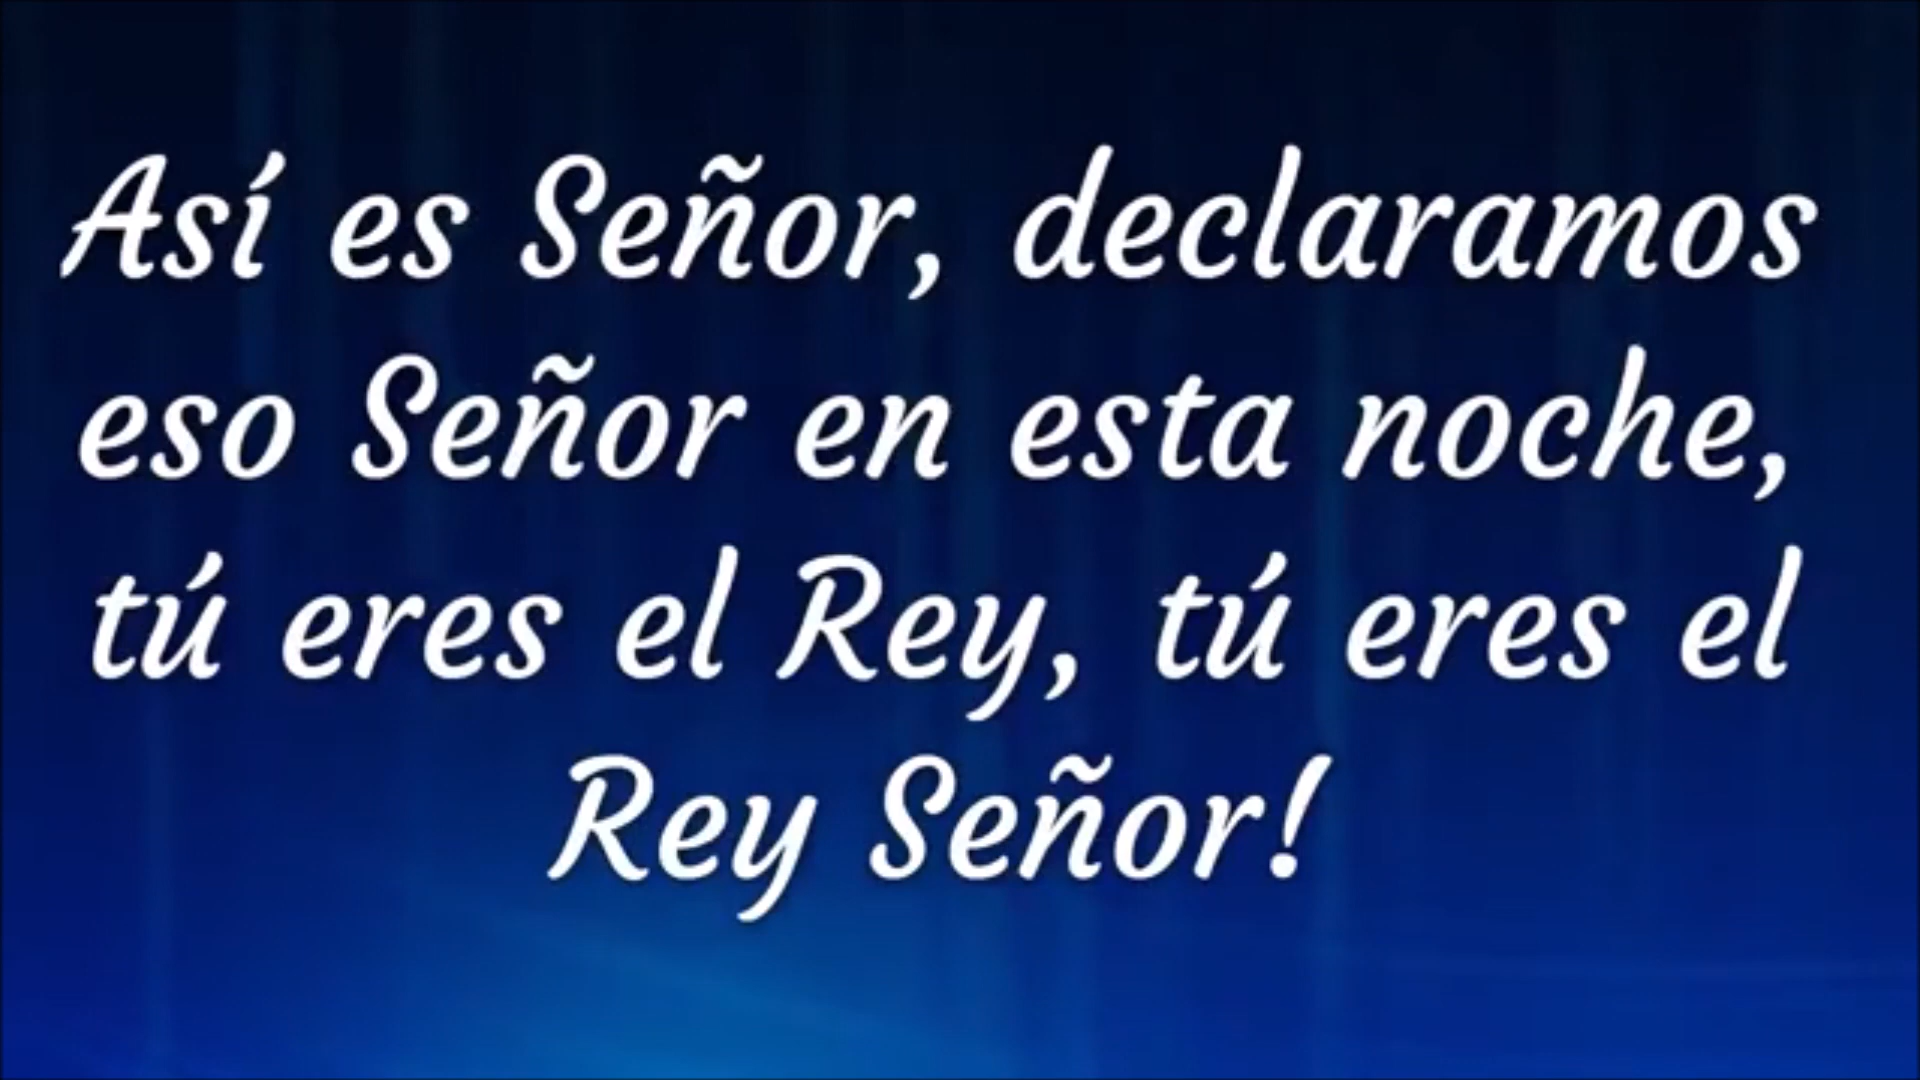 Así es Señor, declaramos
eso Señor en esta noche,
tú eres el Rey, tú eres el
Rey Señor!